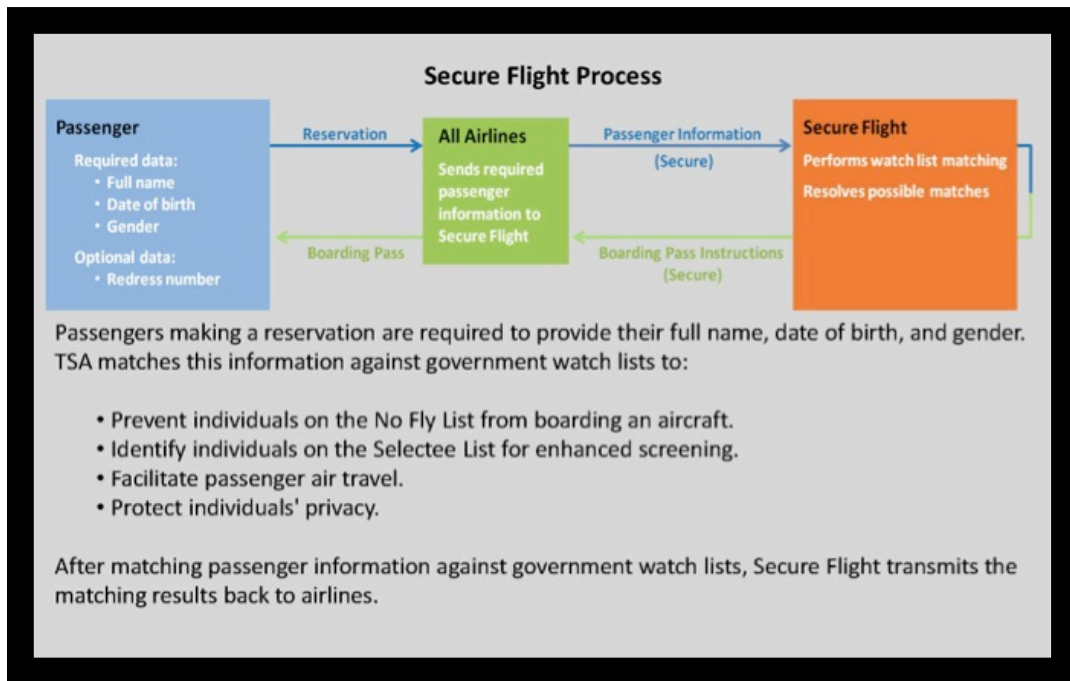 Secure Flight Process
Passenger
Required data:
• Full name
• Date of birth
• Gender
Optional data:
• Redress number
Reservation
Boarding Pass
All Airlines
Sends required
passenger
information to
Secure Flight
Passenger Information
(Secure)
Boarding Pass Instructions
(Secure)
Secure Flight
Performs watch list matching
Resolves possible matches
Passengers making a reservation are required to provide their full name, date of birth, and gender.
TSA matches this information against government watch lists to:
• Prevent individuals on the No Fly List from boarding an aircraft.
• Identify individuals on the Selectee List for enhanced screening.
• Facilitate passenger air travel.
• Protect individuals' privacy.
After matching passenger information against government watch lists, Secure Flight transmits the
matching results back to airlines.